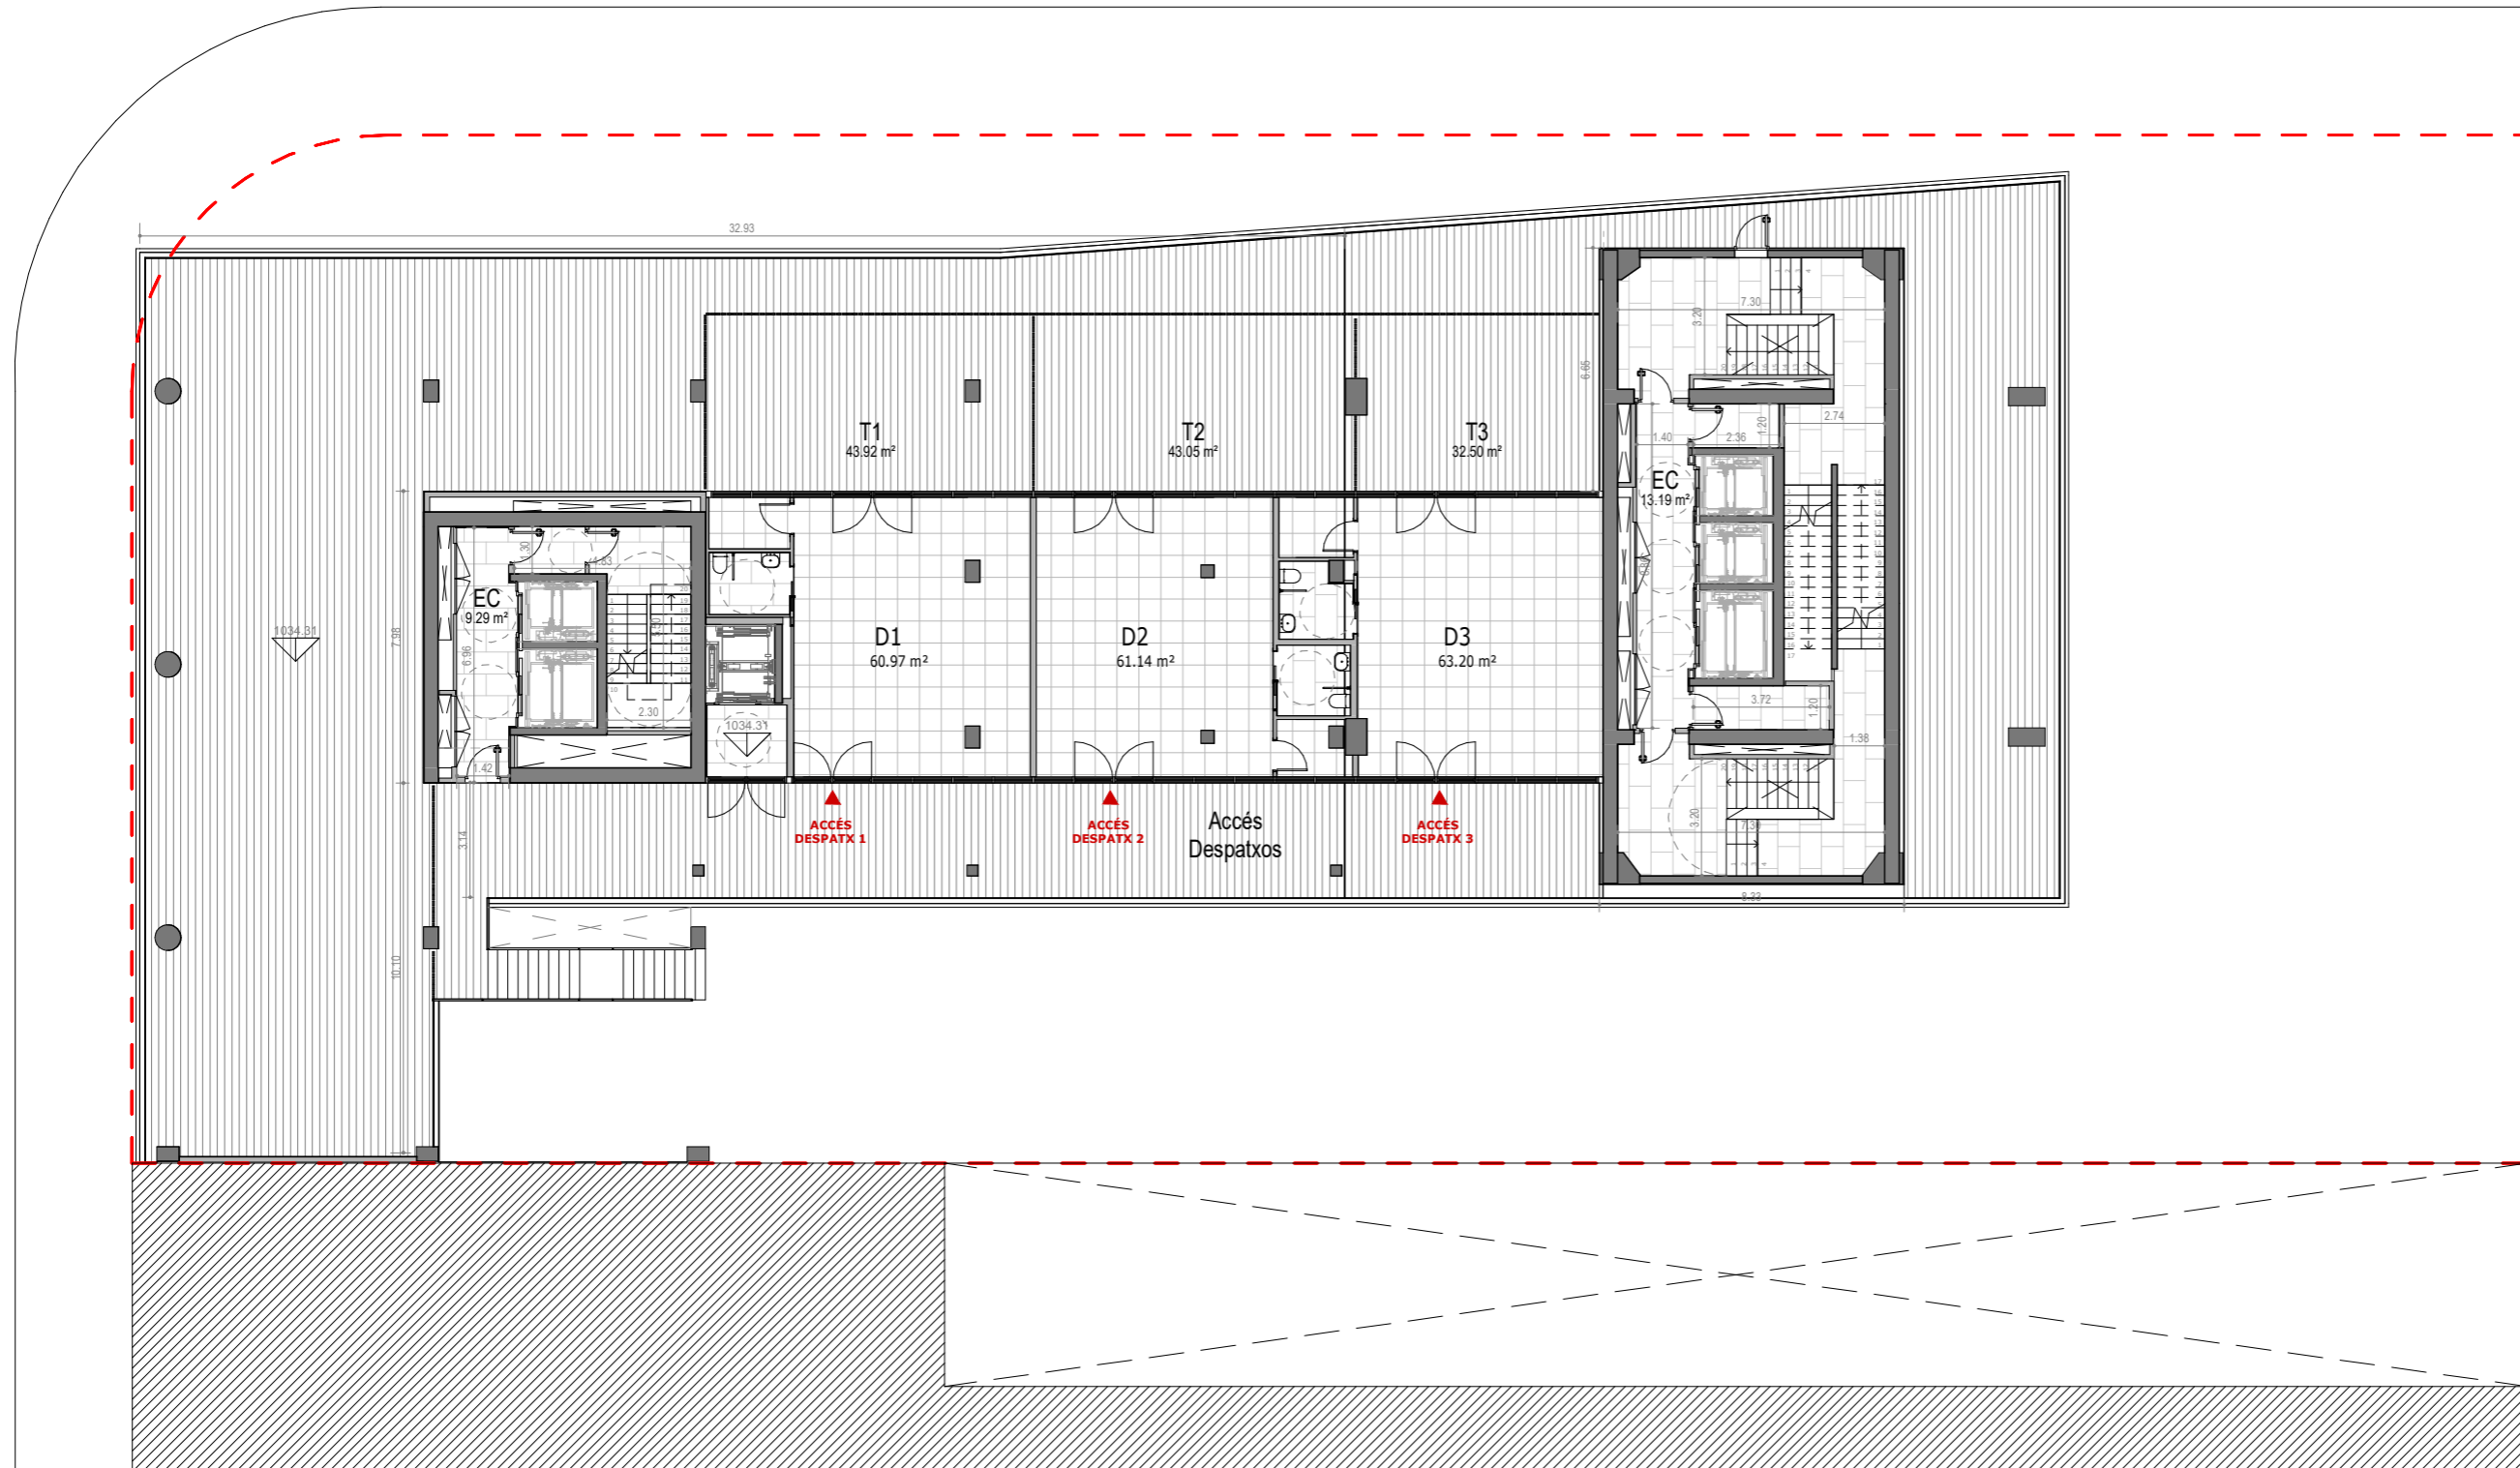 32.93
7.30
3.20
6.65
T1
43.92 m²
T2
43.05 m²
T3
32.50 m²
2.74
1.20
1.40
2.36
EC
13.19 m²
1.30
4.83
EC
9.29 m²
6.96
7.98
1034.31
D1
60.97 m²
D2
61.14 m²
D3
63.20 m²
2.30
1034.31
3.72
1.20
1.38
1.42
3.14
ACCÉS
DESPATX 1
ACCÉS
DESPATX 2
Accés
Despatxos
ACCÉS
DESPATX 3
3.20
7.30
8.33
10.10